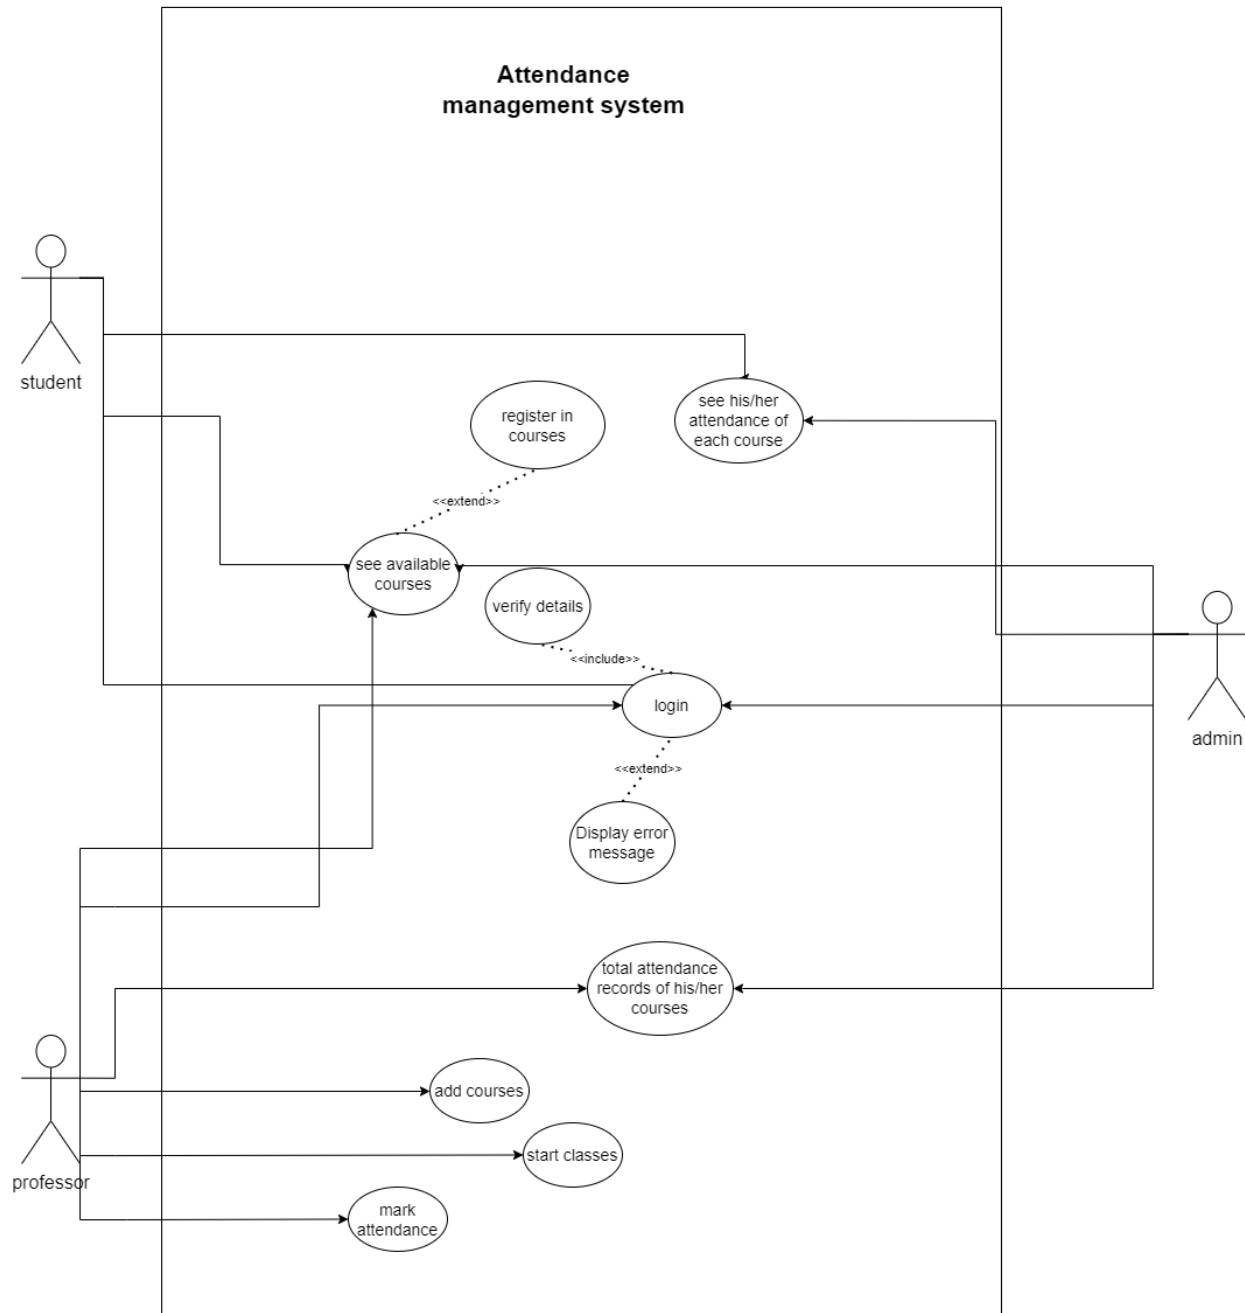 Attendance
management system
student
register in
courses
see his/her
attendance of
each course
<<extend>>
see available
courses
verify details
<<include>>
login
admin
<<extend>>
Display error
message
total attendance
records of his/her
courses
add courses
start classes
professor
mark
attendance